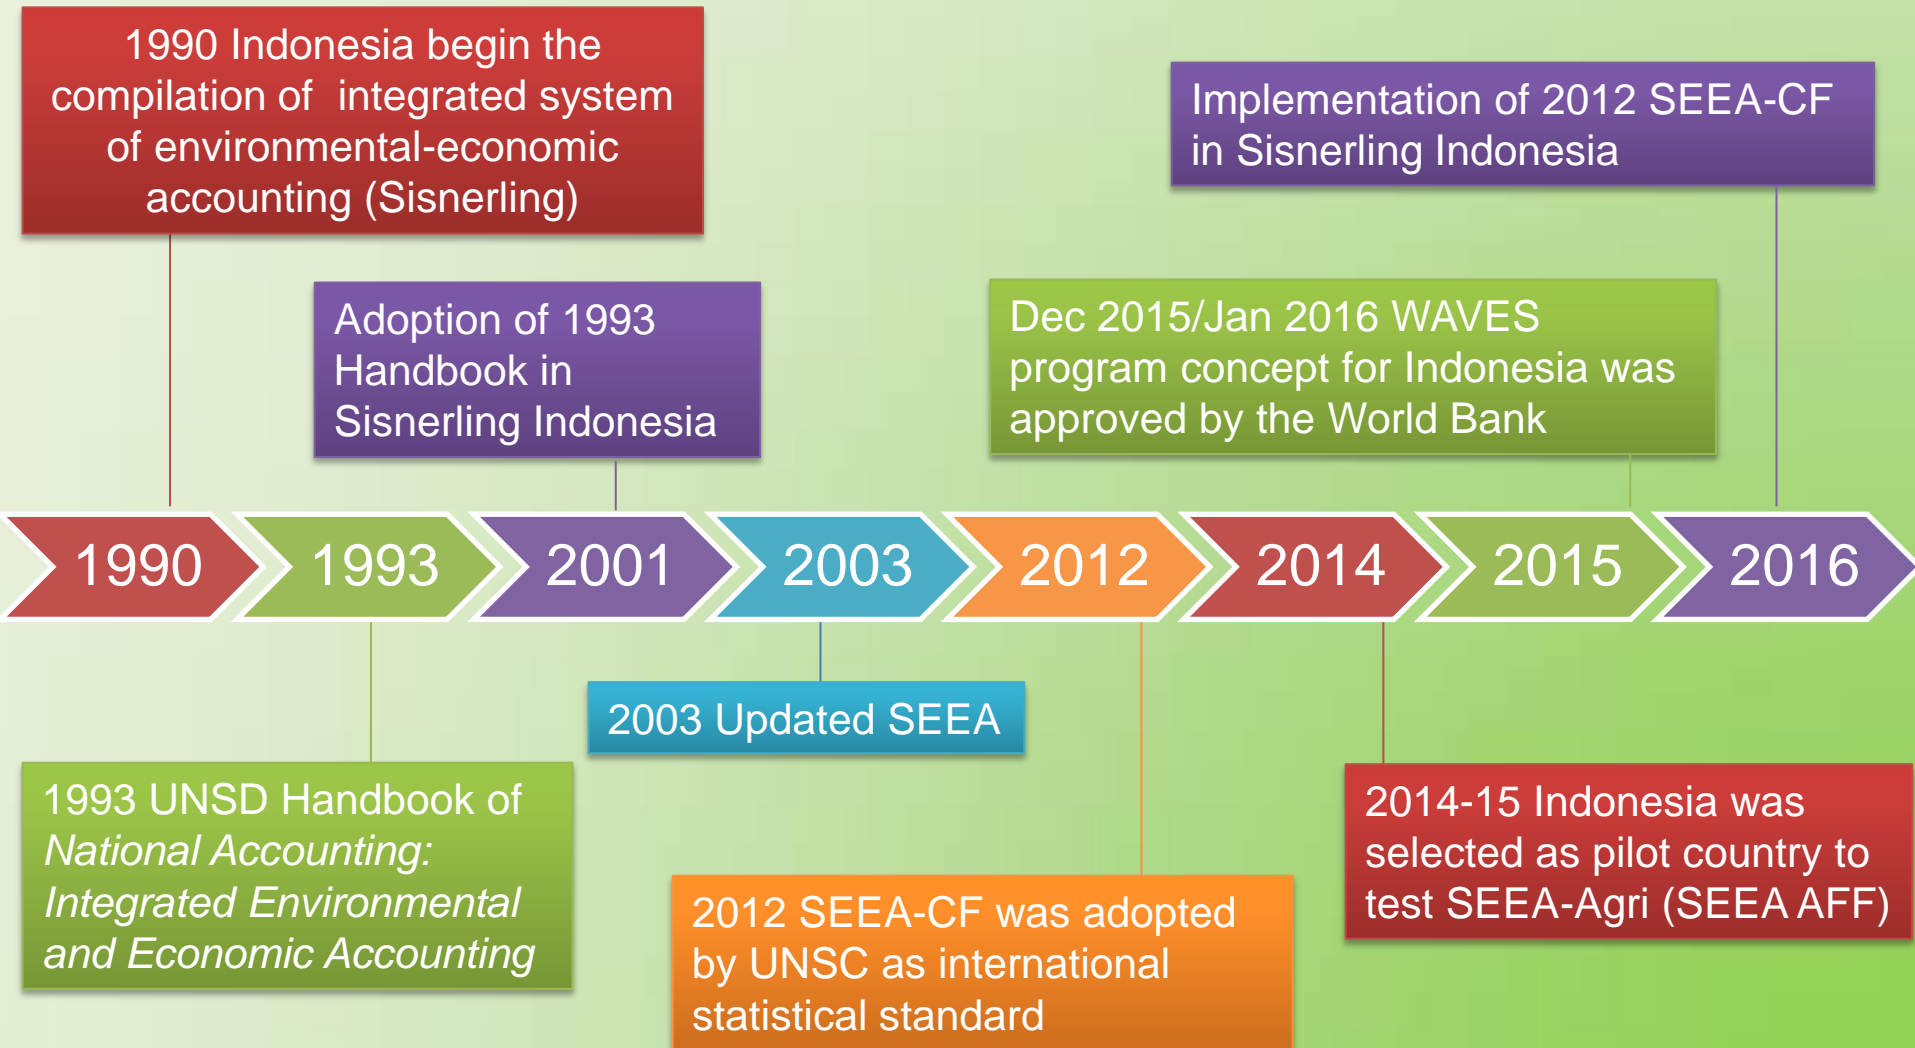 1990 Indonesia begin the
compilation of integrated system
of environmental-economic
accounting (Sisnerling)
Implementation of 2012 SEEA-CF
in Sisnerling Indonesia
Adoption of 1993
Handbook in
Sisnerling Indonesia
Dec 2015/Jan 2016 WAVES
program concept for Indonesia was
approved by the World Bank
1990
1993
2001
2003
2012
2014
2015
2016
2003 Updated SEEA
1993 UNSD Handbook of
National Accounting:
Integrated Environmental
and Economic Accounting
2012 SEEA-CF was adopted
by UNSC as international
statistical standard
2014-15 Indonesia was
selected as pilot country to
test SEEA-Agri (SEEA AFF)